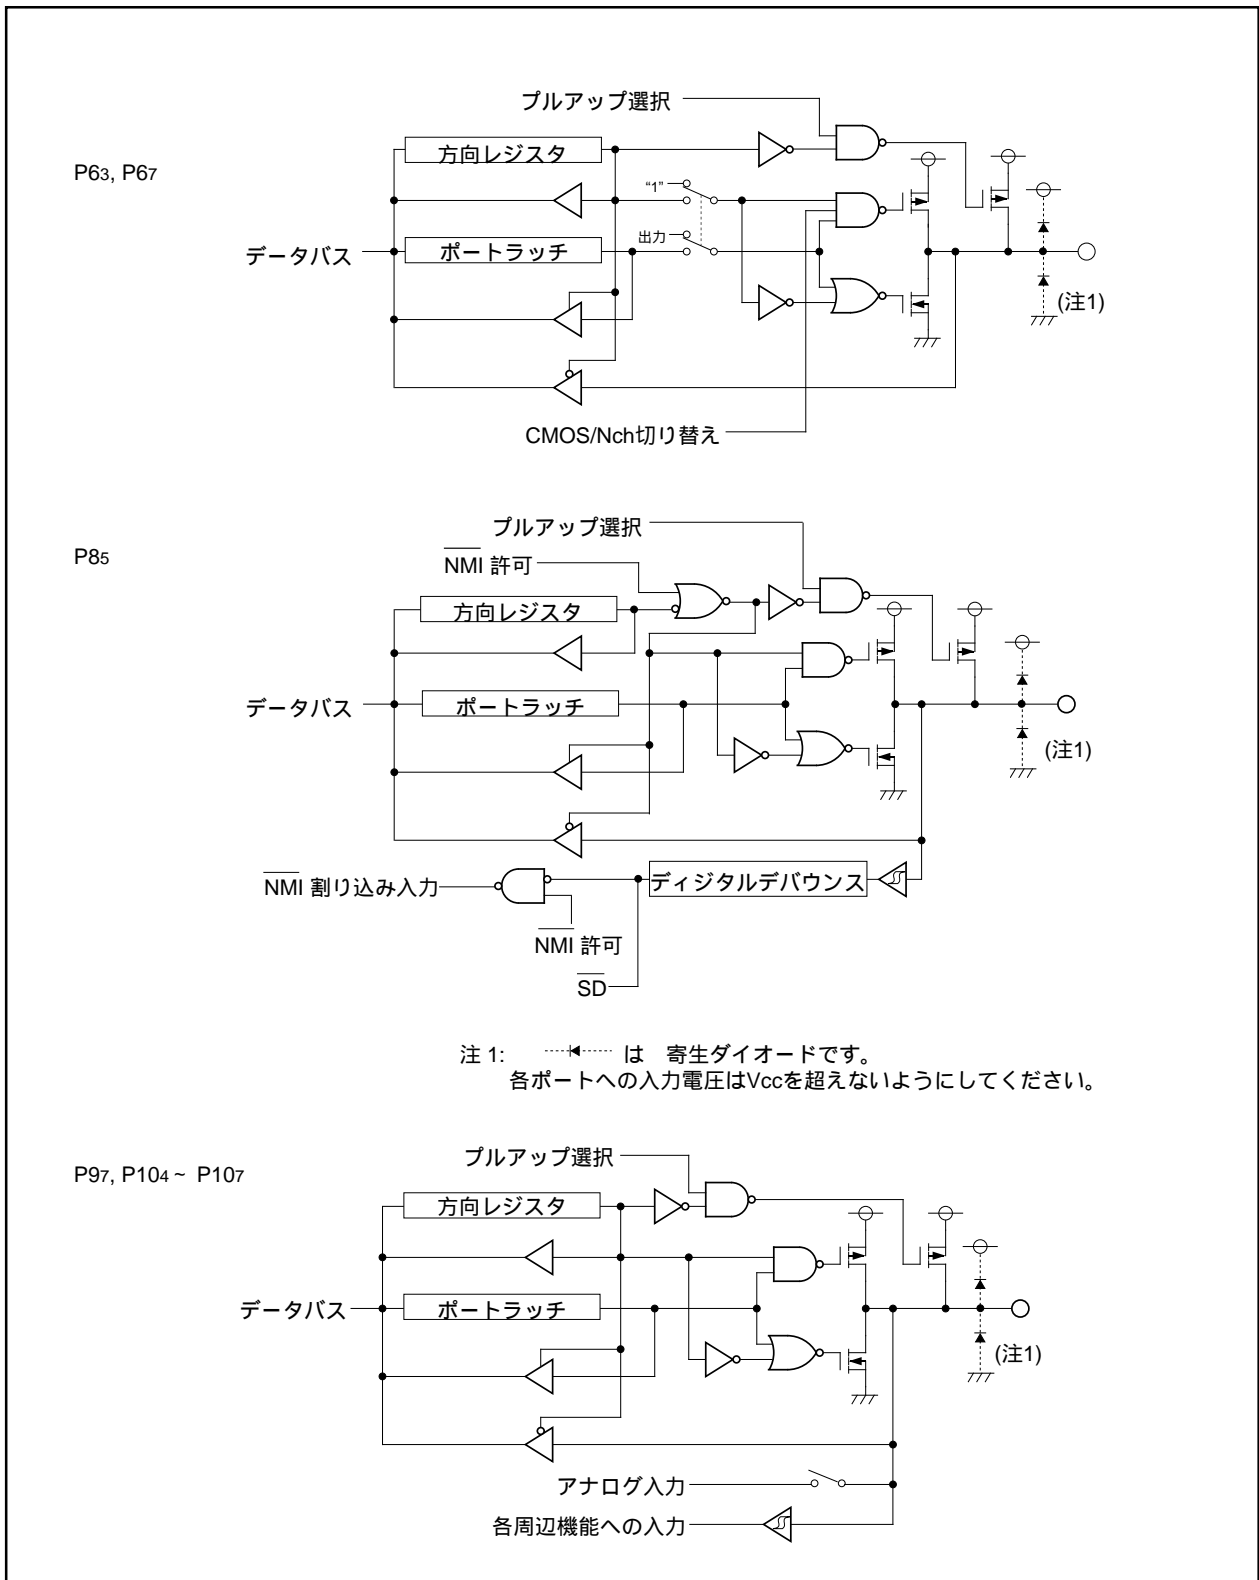 プルアップ選択
P63, P67
方向レジスタ
“1”
出力
データバス
ポートラッチ
(注1)
CMOS/Nch切り替え
プルアップ選択
P85
NMI 許可
方向レジスタ
データバス
ポートラッチ
(注1)
NMI 割り込み入力
ディジタルデバウンス
NMI 許可
SD
注 1: は 寄生ダイオードです。
各ポートへの入力電圧はVccを超えないようにしてください。
プルアップ選択
P97, P104 ~ P107
方向レジスタ
データバス
ポートラッチ
(注1)
アナログ入力
各周辺機能への入力